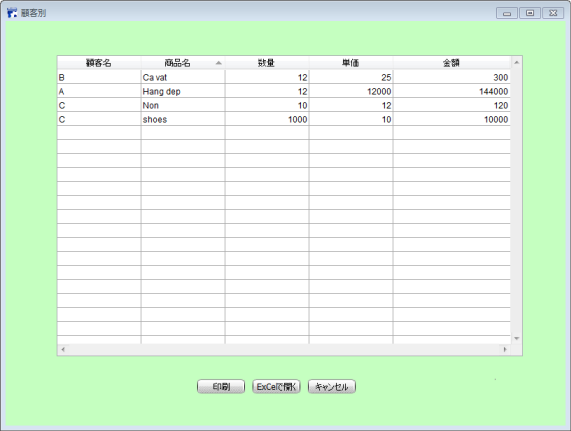 顧客別
顧客名 商品名 数量 単価 金額
B Ca vat 12 25 300
A Hang dep 12 12000 144000
C Non 10 12 120
C shoes 1000 10 10000
印刷 ExCelで開く キャンセル